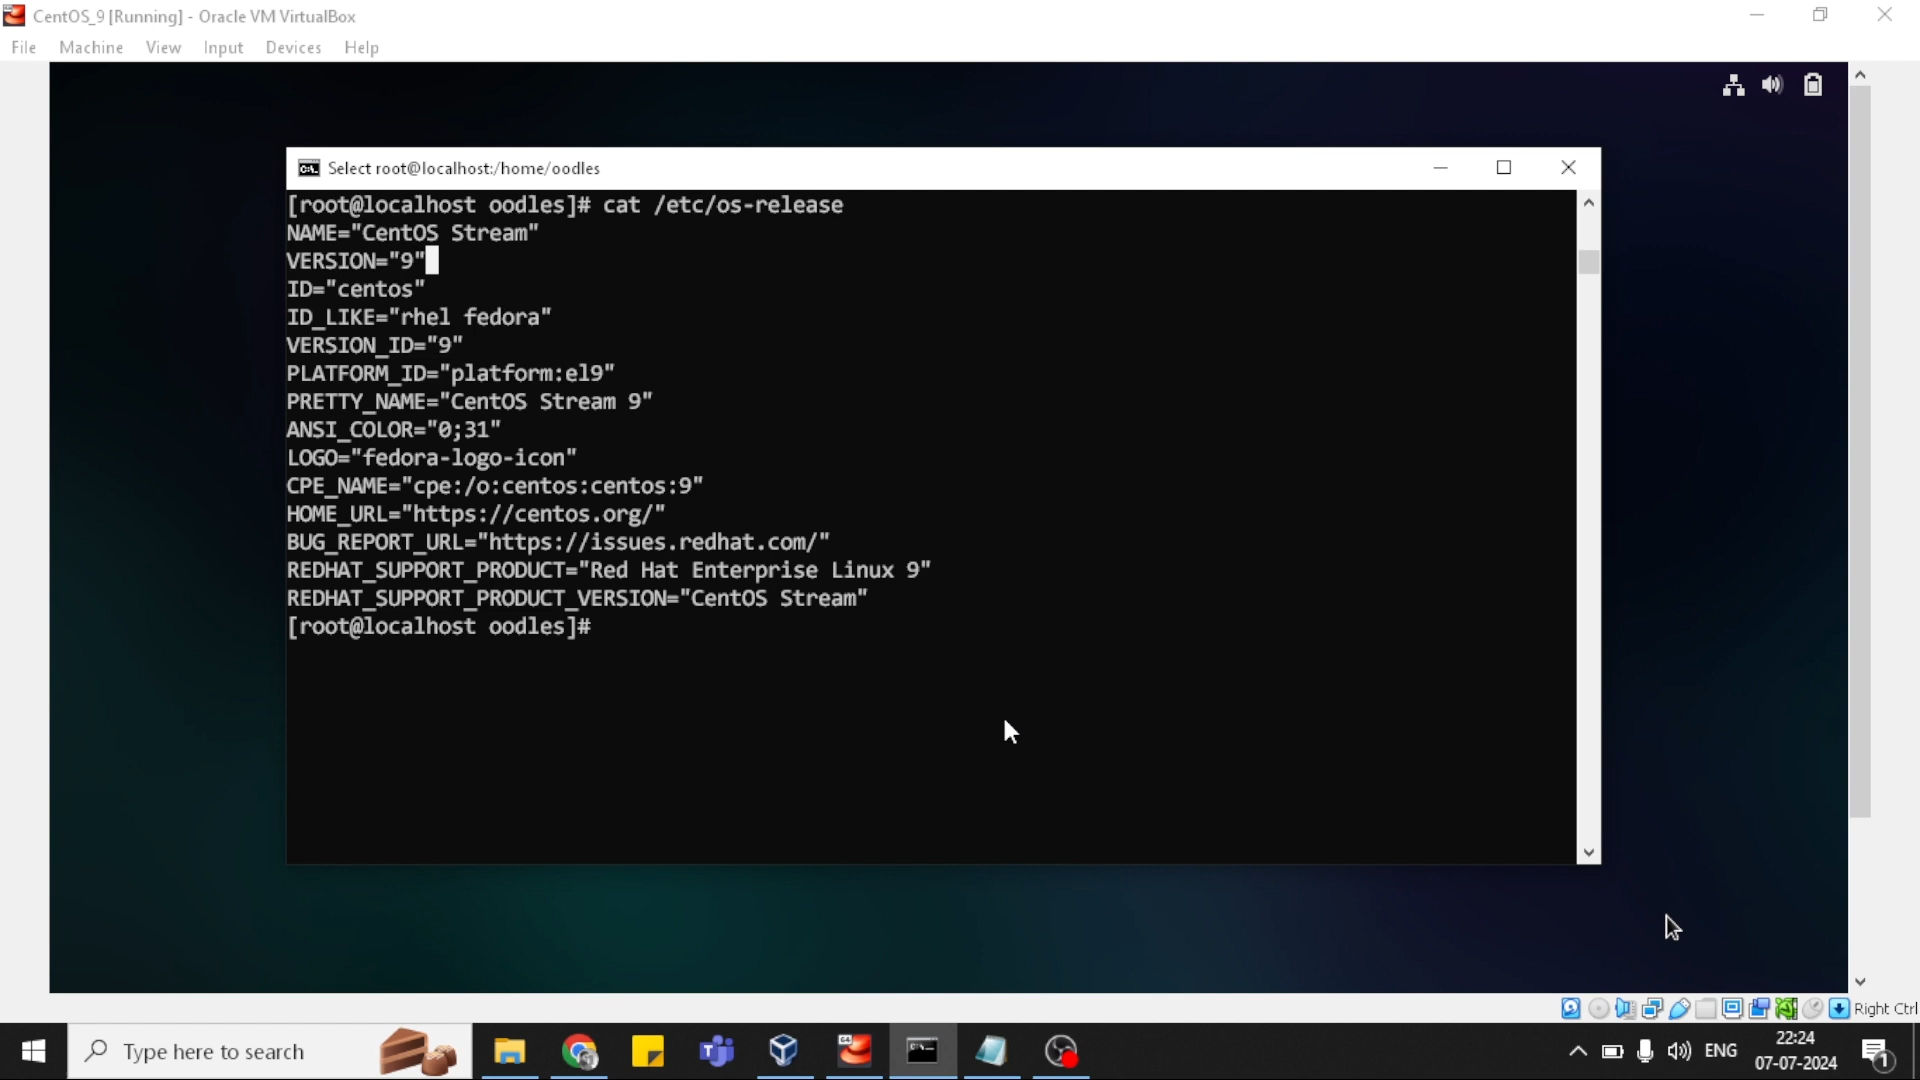 CentOS_9 [Running] - Oracle VM VirtualBox
File Machine View Input Devices Help
Select root@localhost:/home/oodles
[root@localhost oodles]# cat /etc/os-release
NAME="CentOS Stream"
VERSION="9"
ID="centos"
ID_LIKE="rhel fedora"
VERSION_ID="9"
PLATFORM_ID="platform:el9"
PRETTY_NAME="CentOS Stream 9"
ANSI_COLOR="0;31"
LOGO="fedora-logo-icon"
CPE_NAME="cpe:/o:centos:centos:9"
HOME_URL="https://centos.org/"
BUG_REPORT_URL="https://issues.redhat.com/"
REDHAT_SUPPORT_PRODUCT="Red Hat Enterprise Linux 9"
REDHAT_SUPPORT_PRODUCT_VERSION="CentOS Stream"
[root@localhost oodles]#
Right Ctrl
Type here to search
ENG
22:24
07-07-2024
1